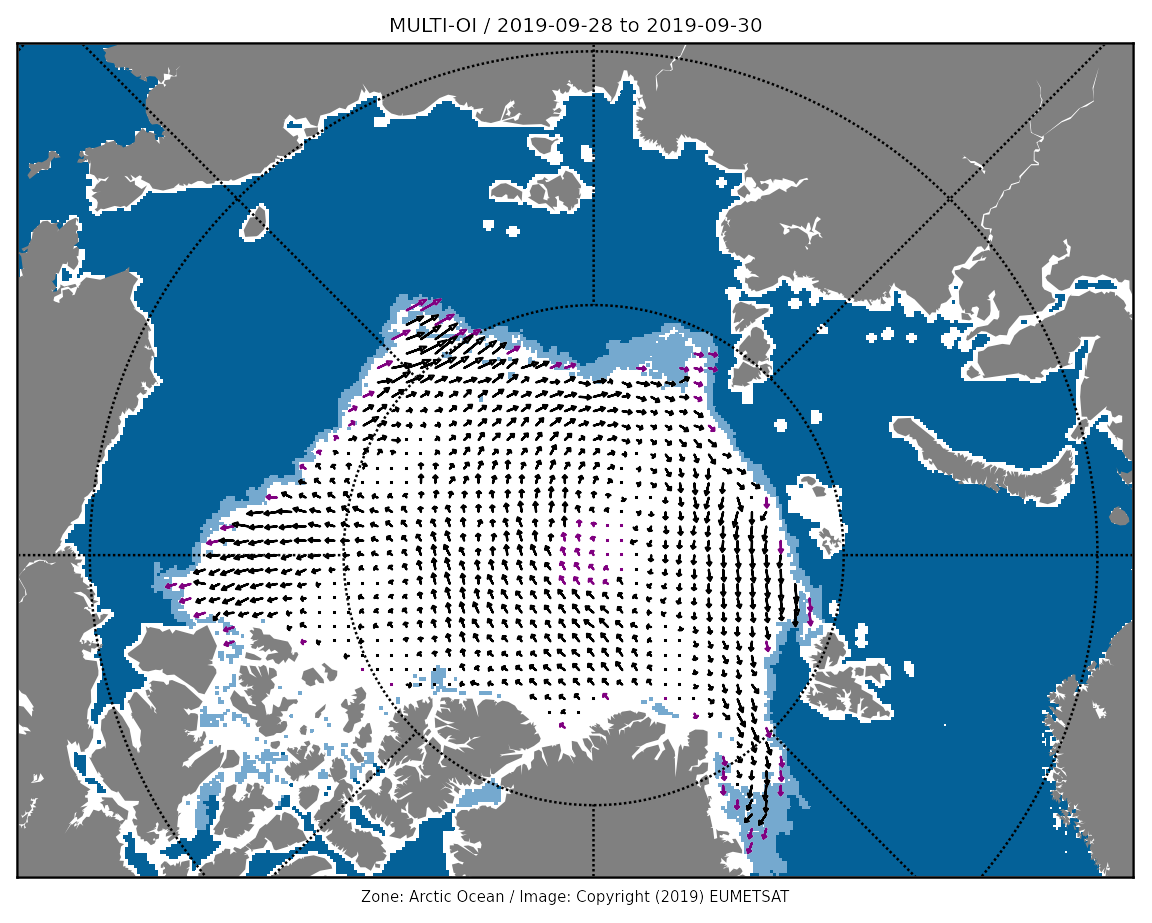 MULTI-OI / 2019-09-28 to 2019-09-30
Zone: Arctic Ocean / Image: Copyright (2019) EUMETSAT